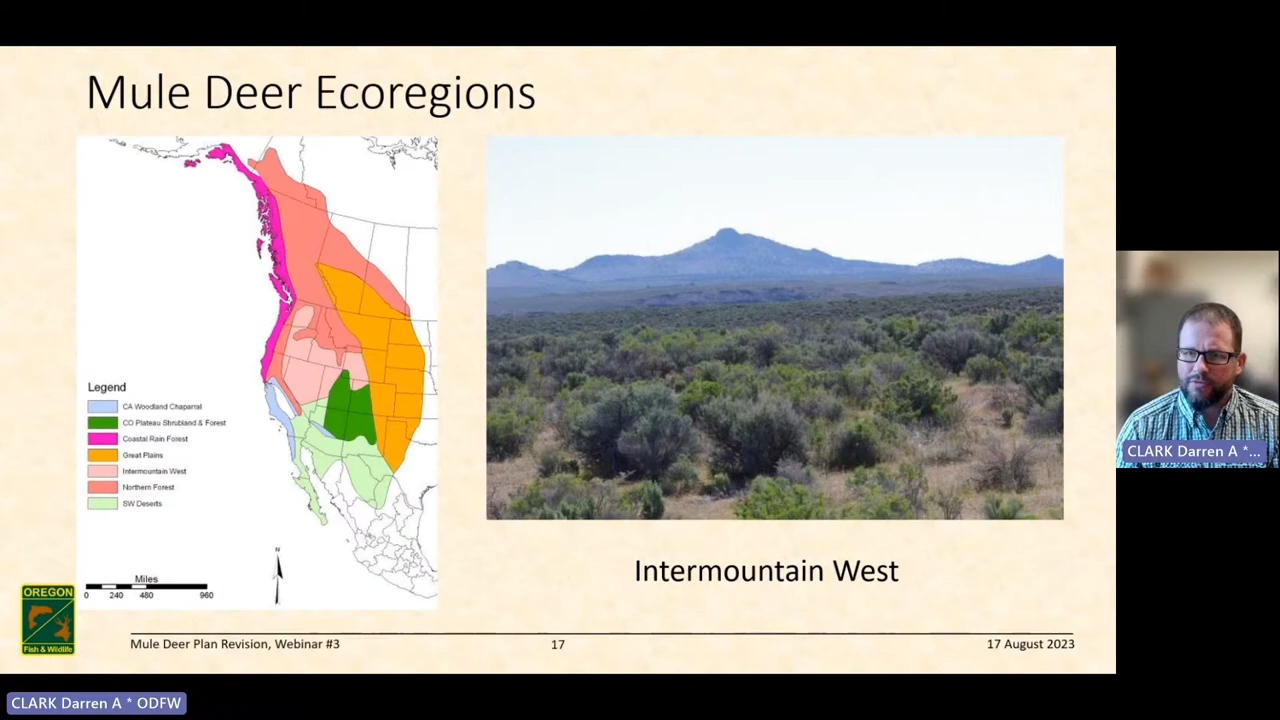 Mule Deer Ecoregions
Legend
CA Woodland Chaparral
CO Plateau Shrubland & Forest
Coastal Rain Forest
Great Plains
Intermountain West
Northern Forest
SW Deserts
N
Miles
0 240 480 960
Intermountain West
OREGON
Fish & Wildlife
Mule Deer Plan Revision, Webinar #3
17
17 August 2023
CLARK Darren A *...
CLARK Darren A * ODFW